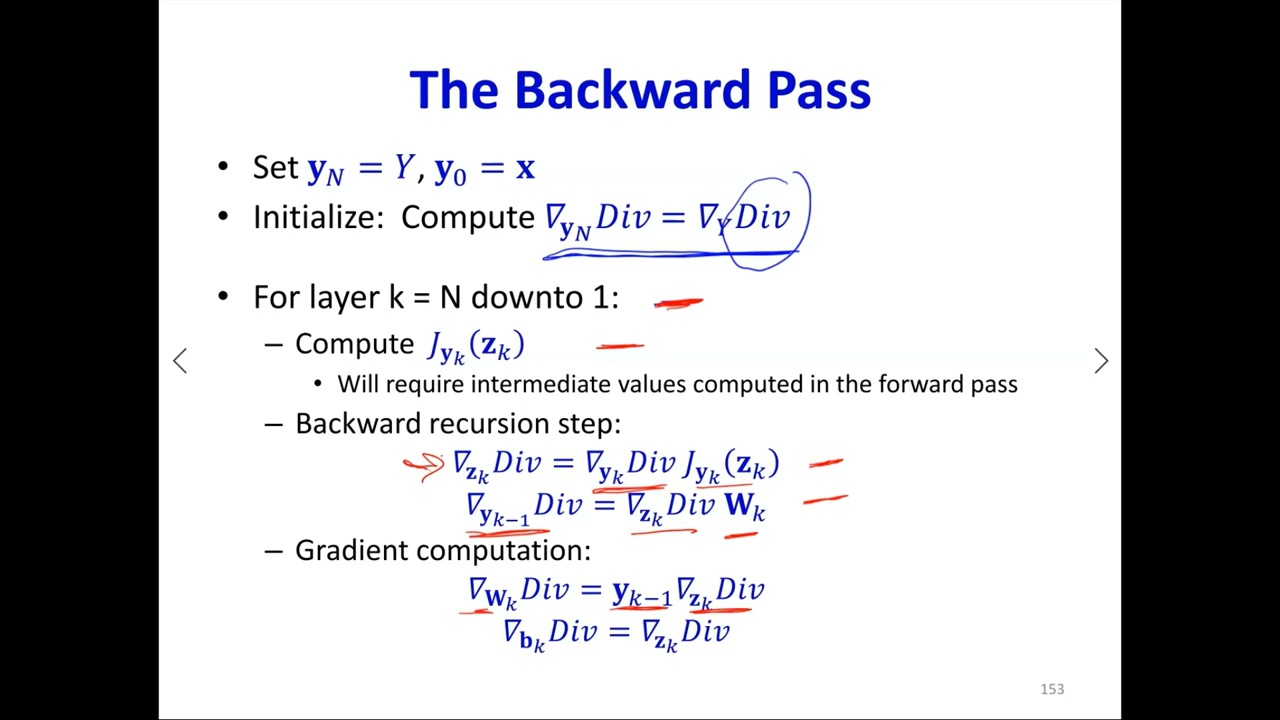 The Backward Pass
• Set 𝐲_N = Y, 𝐲_0 = 𝐱
• Initialize: Compute ∇_{𝐲_N} Div = ∇_Y Div
• For layer k = N downto 1:
– Compute J_{𝐲_k}(𝐳_k)
• Will require intermediate values computed in the forward pass
– Backward recursion step:
∇_{𝐳_k} Div = ∇_{𝐲_k} Div J_{𝐲_k}(𝐳_k)
∇_{𝐲_{k−1}} Div = ∇_{𝐳_k} Div 𝐖_k
– Gradient computation:
∇_{𝐖_k} Div = 𝐲_{k−1} ∇_{𝐳_k} Div
∇_{𝐛_k} Div = ∇_{𝐳_k} Div
153